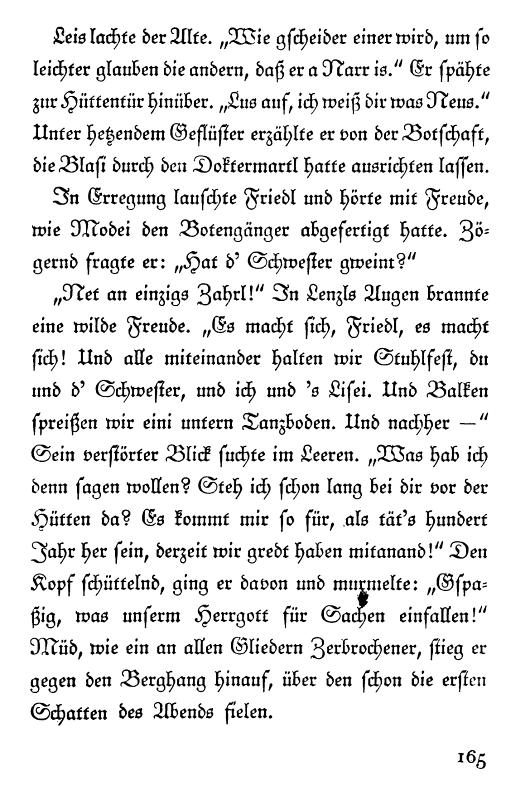 Leis lachte der Alte. „Wie gscheider einer wird, um so
leichter glauben die andern, daß er a Narr is.“ Er spähte
zur Hüttentür hinüber. „Lus auf, ich weiß dir was Neus.“
Unter hetzendem Geflüster erzählte er von der Botschaft,
die Blasi durch den Doktermartl hatte ausrichten lassen.
In Erregung lauschte Friedl und hörte mit Freude,
wie Modei den Botengänger abgefertigt hatte. Zö-
gernd fragte er: „Hat d' Schwester gweint?“
„Net an einzigs Zahrl!“ In Lenzls Augen brannte
eine wilde Freude. „Es macht sich, Friedl, es macht
sich! Und alle miteinander halten wir Stuhlfest, du
und d' Schwester, und ich und 's Lisei. Und Balken
spreißen wir eini untern Tanzboden. Und nachher —“
Sein verstörter Blick suchte im Leeren. „Was hab ich
denn sagen wollen? Steh ich schon lang bei dir vor der
Hütten da? Es kommt mir so für, als tät's hundert
Jahr her sein, derzeit wir gredt haben mitanand!“ Den
Kopf schüttelnd, ging er davon und murmelte: „Gspa-
ßig, was unserm Herrgott für Sachen einfallen!“
Müd, wie ein an allen Gliedern Zerbrochener, stieg er
gegen den Berghang hinauf, über den schon die ersten
Schatten des Abends fielen.
165